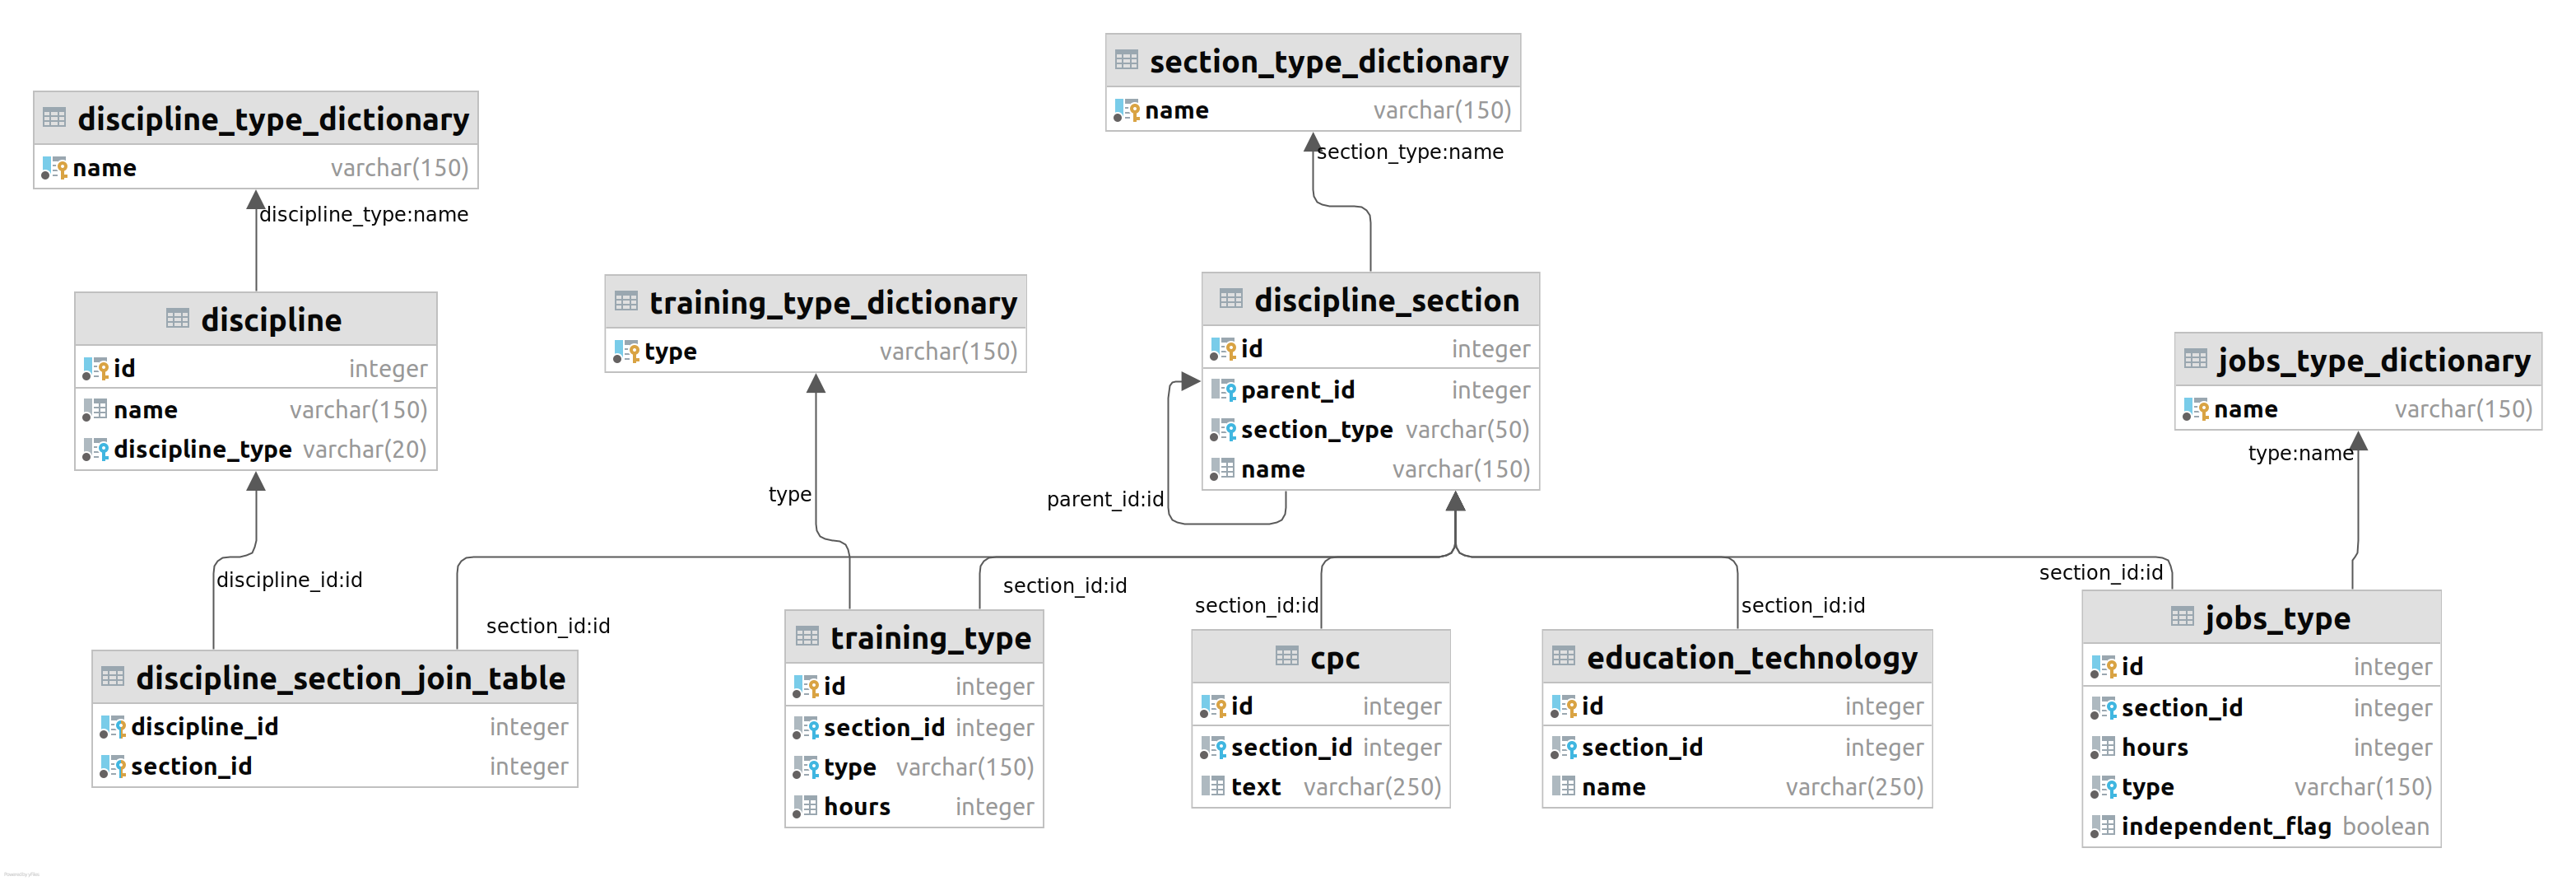 section_type_dictionary
name varchar(150)
section_type:name
discipline_type_dictionary
name varchar(150)
discipline_type:name
discipline
id integer
name varchar(150)
discipline_type varchar(20)
training_type_dictionary
type varchar(150)
discipline_section
id integer
parent_id integer
section_type varchar(50)
name varchar(150)
jobs_type_dictionary
name varchar(150)
type:name
type
parent_id:id
discipline_id:id
section_id:id
section_id:id
section_id:id
section_id:id
section_id:id
discipline_section_join_table
discipline_id integer
section_id integer
training_type
id integer
section_id integer
type varchar(150)
hours integer
cpc
id integer
section_id integer
text varchar(250)
education_technology
id integer
section_id integer
name varchar(250)
jobs_type
id integer
section_id integer
hours integer
type varchar(150)
independent_flag boolean
Powered by yFiles